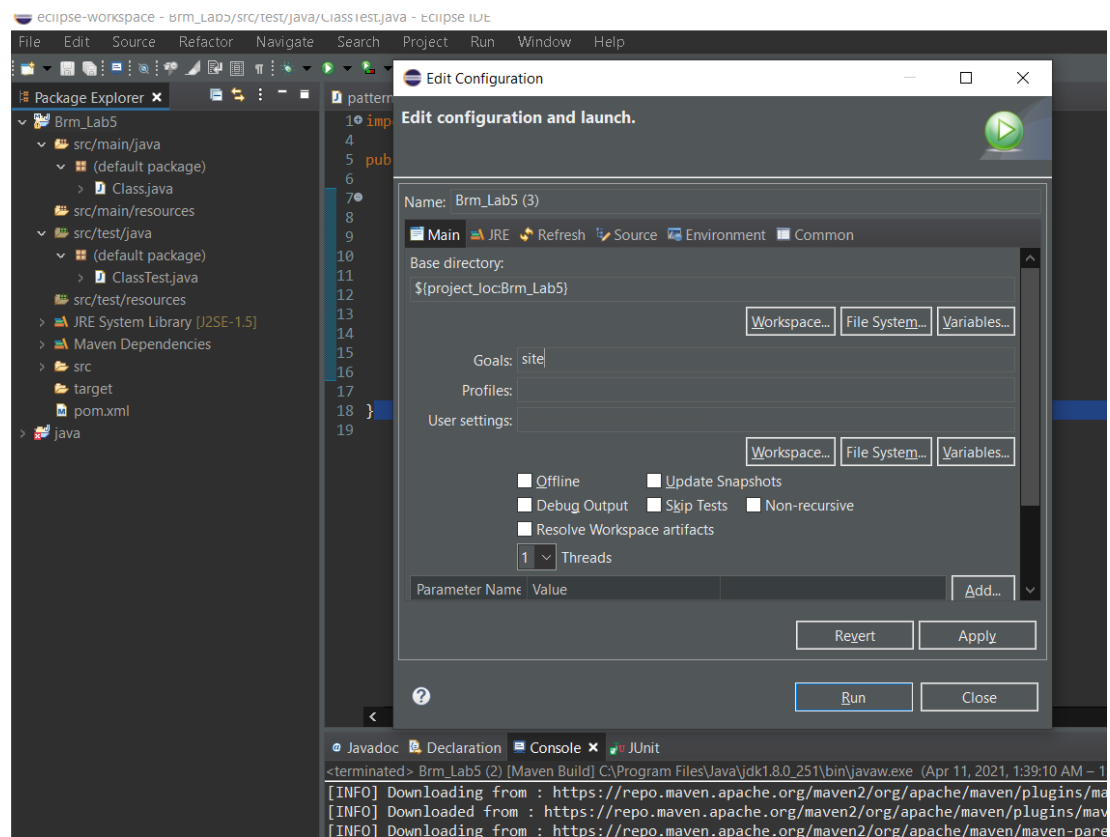 eclipse-workspace - Brm_Lab5/src/test/java/ClassTest.java - Eclipse IDE
File Edit Source Refactor Navigate Search Project Run Window Help
Package Explorer
Brm_Lab5
src/main/java
(default package)
Class.java
src/main/resources
src/test/java
(default package)
ClassTest.java
src/test/resources
JRE System Library [J2SE-1.5]
Maven Dependencies
src
target
pom.xml
java
pattern
1 imp
4
5 pub
6
7
8
9
10
11
12
13
14
15
16
17
18 }
19
Edit Configuration
Edit configuration and launch.
Name: Brm_Lab5 (3)
Main JRE Refresh Source Environment Common
Base directory:
${project_loc:Brm_Lab5}
Workspace... File System... Variables...
Goals: site
Profiles:
User settings:
Workspace... File System... Variables...
Offline Update Snapshots
Debug Output Skip Tests Non-recursive
Resolve Workspace artifacts
1 Threads
Parameter Name Value Add...
Revert Apply
? Run Close
Javadoc Declaration Console JUnit
<terminated> Brm_Lab5 (2) [Maven Build] C:\Program Files\Java\jdk1.8.0_251\bin\javaw.exe (Apr 11, 2021, 1:39:10 AM – 1
[INFO] Downloading from : https://repo.maven.apache.org/maven2/org/apache/maven/plugins/ma
[INFO] Downloaded from : https://repo.maven.apache.org/maven2/org/apache/maven/plugins/mav
[INFO] Downloading from : https://repo.maven.apache.org/maven2/org/apache/maven/maven-pare